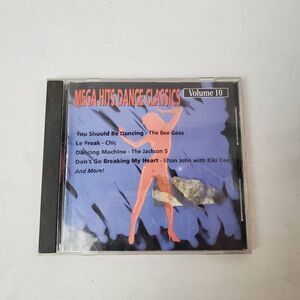 MEGA HITS DANCE CLASSICS
Volume 10
You Should Be Dancing - The Bee Gees
Le Freak - Chic
Dancing Machine - The Jackson 5
Don't Go Breaking My Heart - Elton John with Kiki Dee
And More!